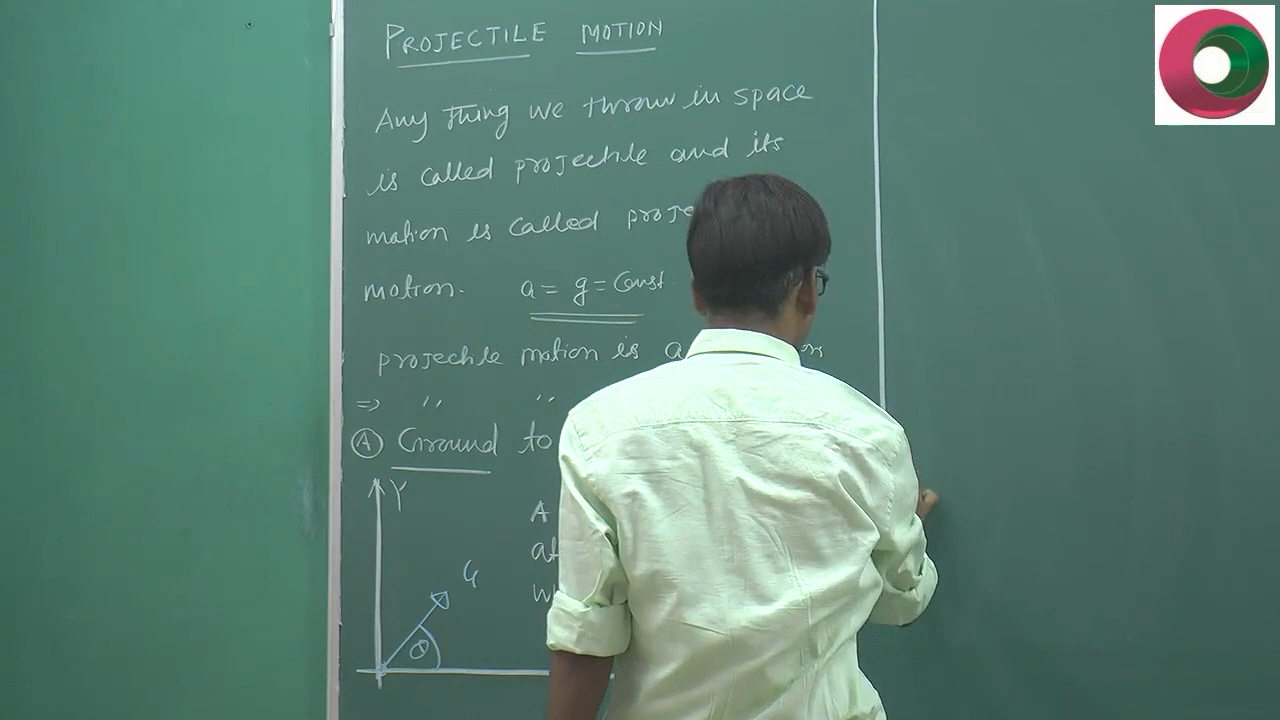 PROJECTILE MOTION
Any thing we throw in space
is called projectile and its
motion is called
motion. a = g = Const
projectile motion is
=> ,, ,,
(A) Ground to
Y
A
θ